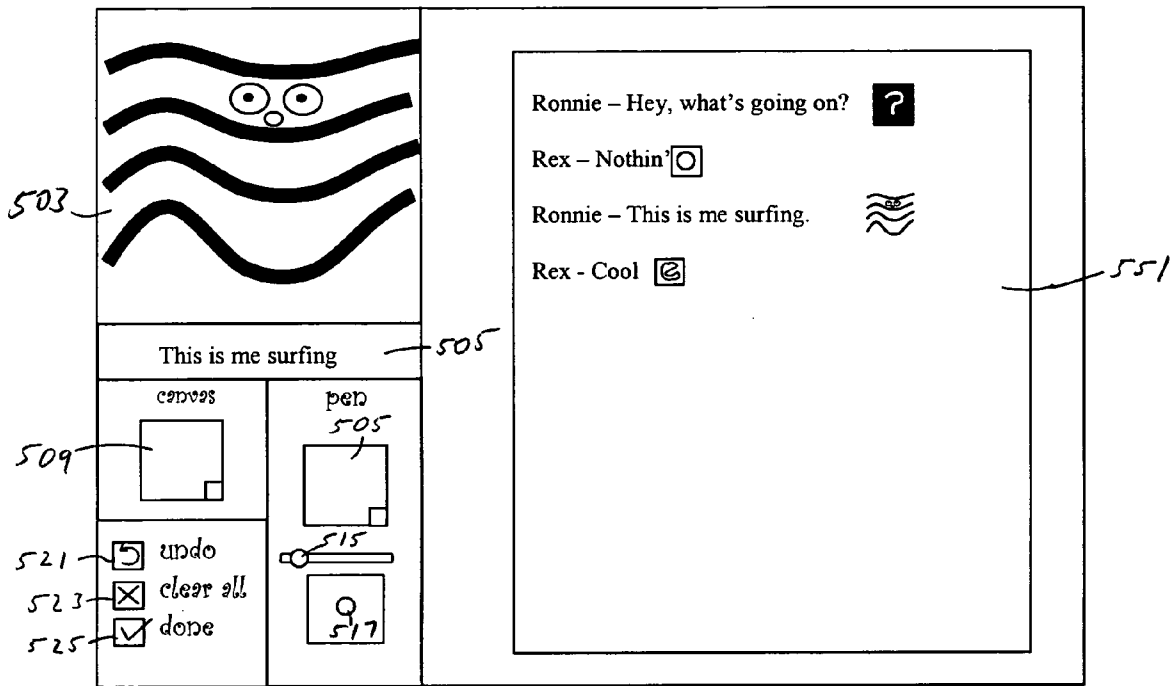 503
This is me surfing
505
canvas
509
pen
505
515
517
521 undo
523 clear all
525 done
Ronnie – Hey, what's going on? ?
Rex – Nothin'
Ronnie – This is me surfing.
Rex - Cool
551